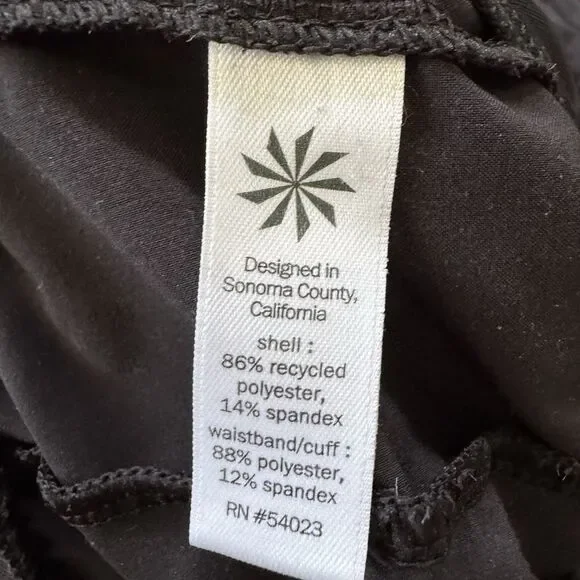 Designed in
Sonoma County,
California
shell :
86% recycled
polyester,
14% spandex
waistband/cuff :
88% polyester,
12% spandex
RN #54023